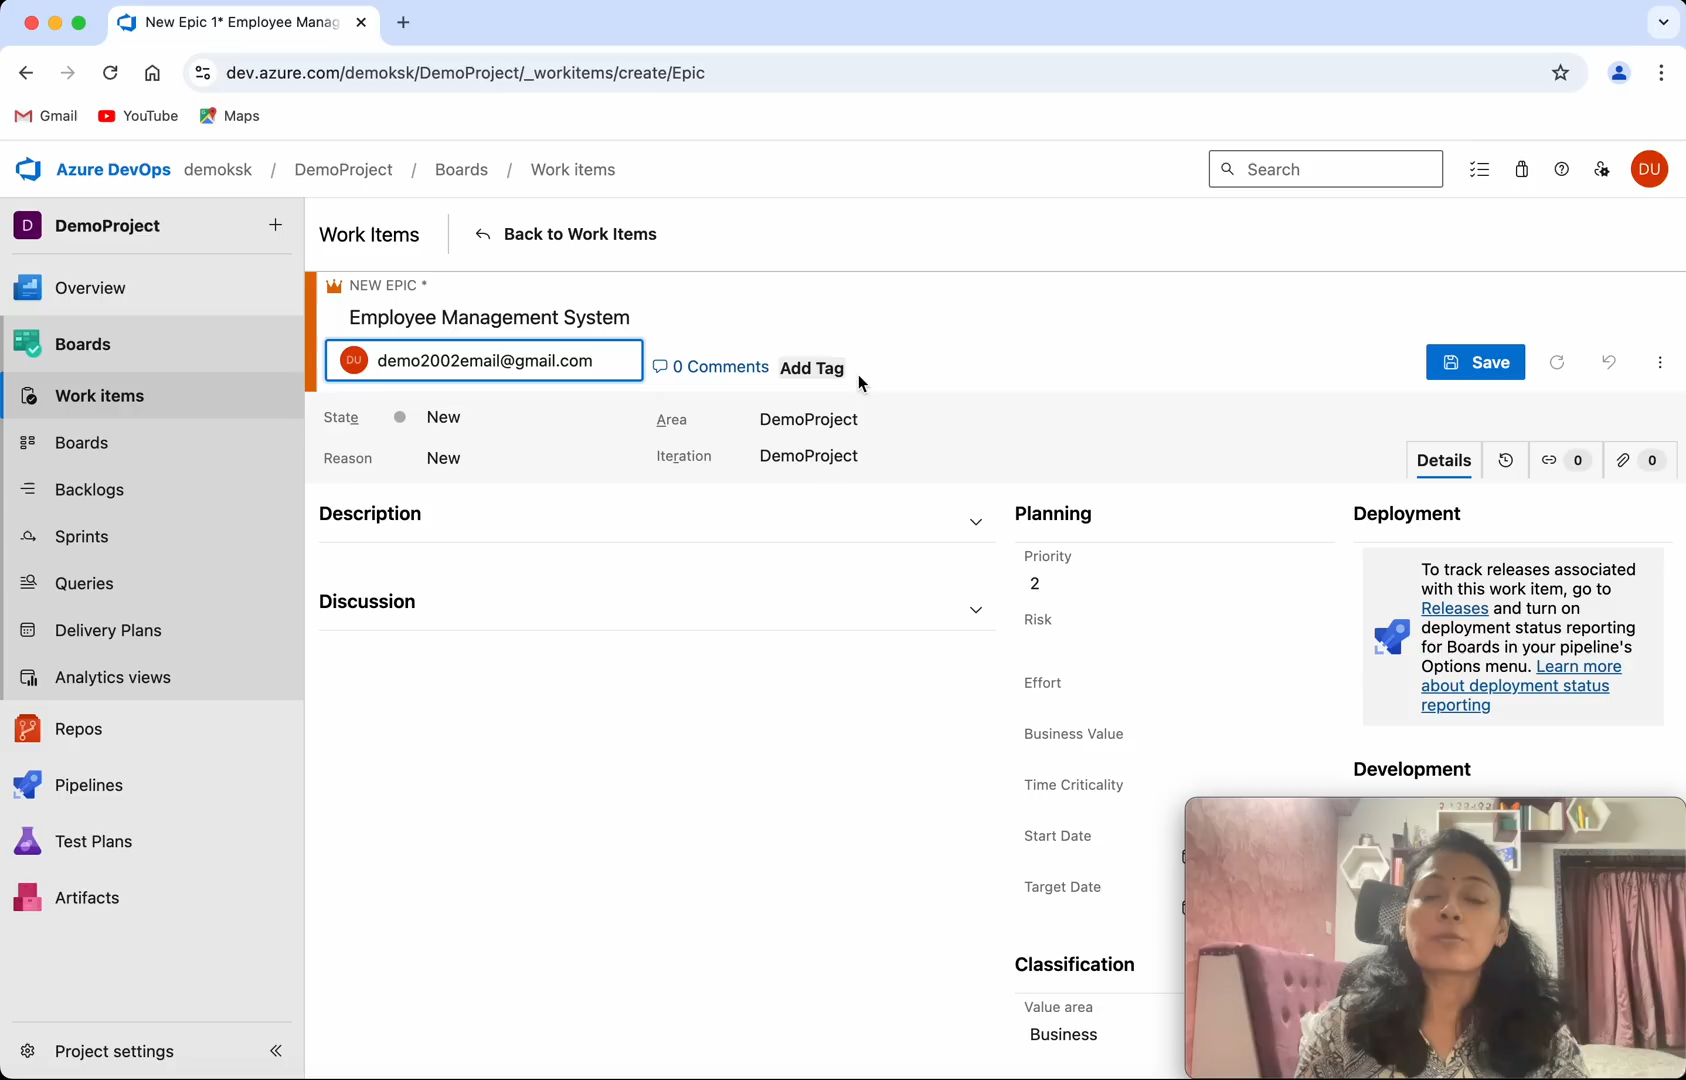 New Epic 1* Employee Manag
dev.azure.com/demoksk/DemoProject/_workitems/create/Epic
Gmail YouTube Maps
Azure DevOps demoksk / DemoProject / Boards / Work items
Search
DU
D DemoProject
Overview
Boards
Work items
Boards
Backlogs
Sprints
Queries
Delivery Plans
Analytics views
Repos
Pipelines
Test Plans
Artifacts
Project settings
Work Items
Back to Work Items
NEW EPIC *
Employee Management System
DU demo2002email@gmail.com
0 Comments
Add Tag
Save
State New
Area DemoProject
Reason New
Iteration DemoProject
Details
0
0
Description
Discussion
Planning
Priority
2
Risk
Effort
Business Value
Time Criticality
Start Date
Target Date
Classification
Value area
Business
Deployment
To track releases associated
with this work item, go to
Releases and turn on
deployment status reporting
for Boards in your pipeline's
Options menu. Learn more
about deployment status
reporting
Development